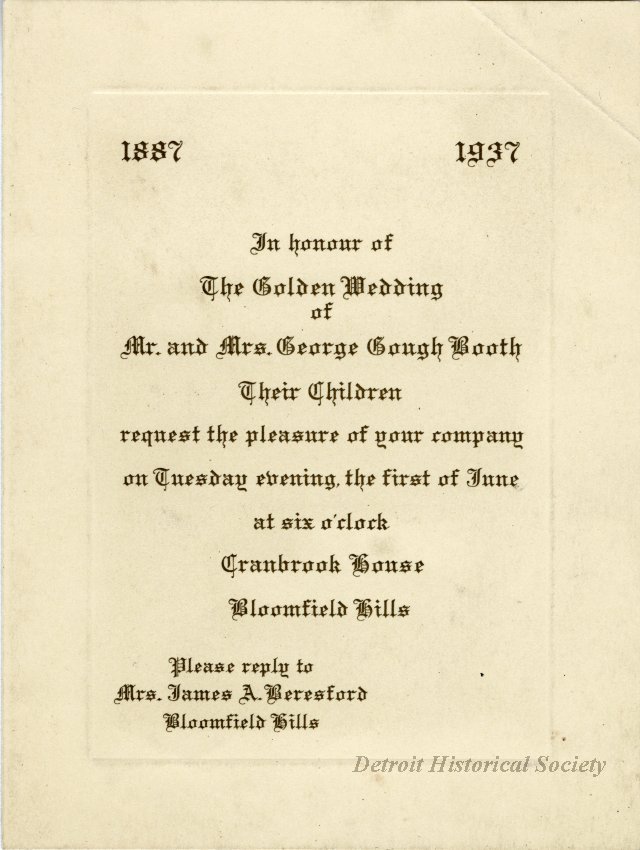 1887 1937
In honour of
The Golden Wedding
of
Mr. and Mrs. George Gough Booth
Their Children
request the pleasure of your company
on Tuesday evening, the first of June
at six o'clock
Cranbrook House
Bloomfield Hills
Please reply to
Mrs. James A. Beresford
Bloomfield Hills
Detroit Historical Society